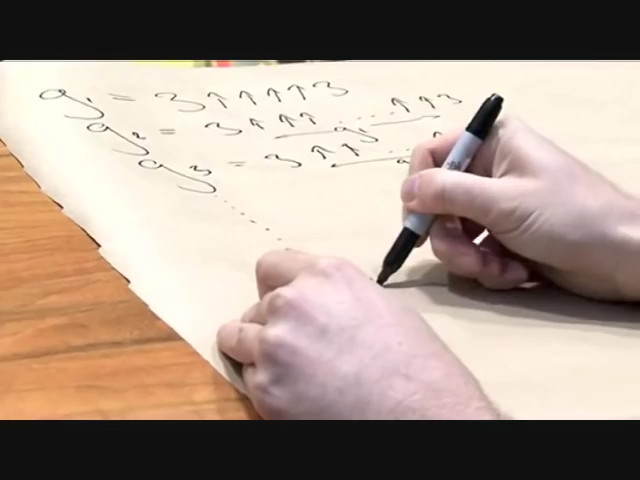 g₁ = 3↑↑↑↑3
g₂ = 3↑↑↑ ... ↑↑3
g₁
g₃ = 3↑↑